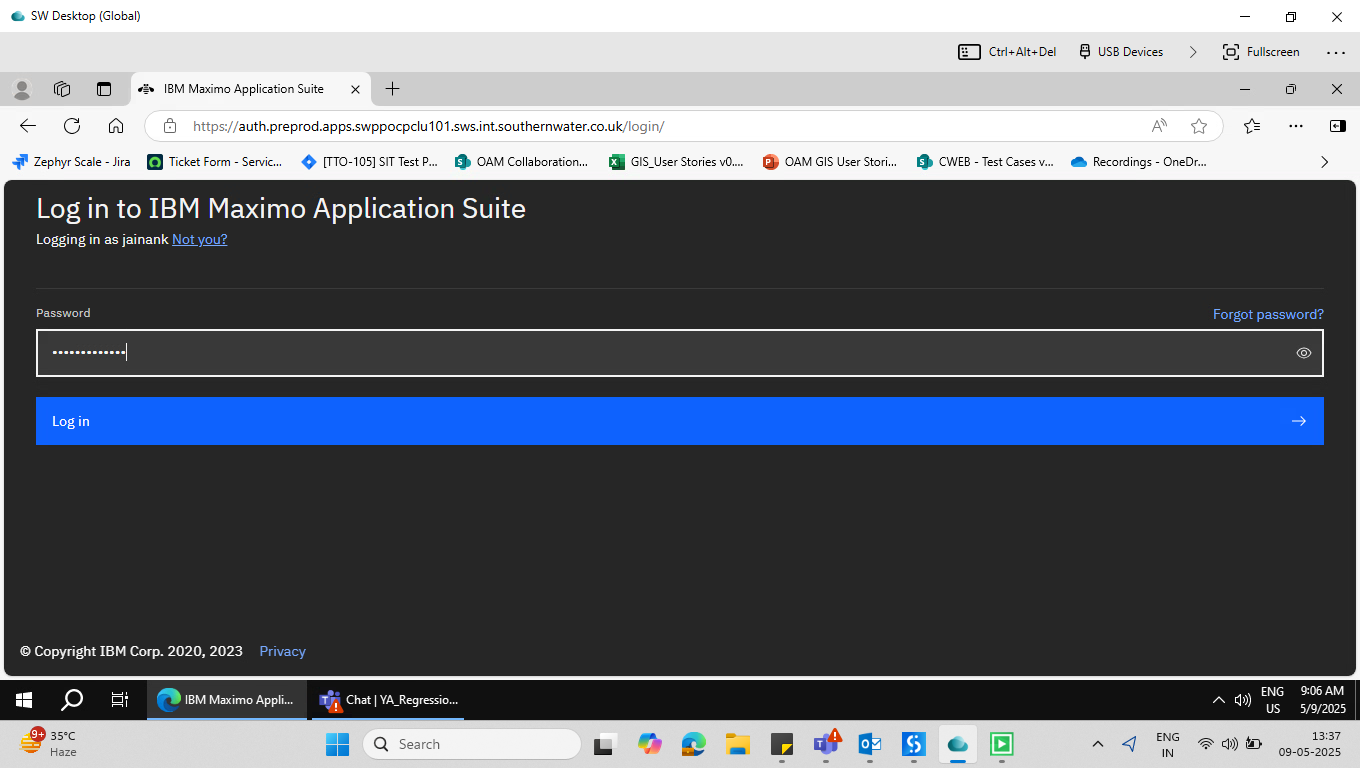 SW Desktop (Global)
Ctrl+Alt+Del USB Devices Fullscreen
IBM Maximo Application Suite
https://auth.preprod.apps.swppocpclu101.sws.int.southernwater.co.uk/login/
Zephyr Scale - Jira Ticket Form - Servic... [TTO-105] SIT Test P... OAM Collaboration... GIS_User Stories v0.... OAM GIS User Stori... CWEB - Test Cases v... Recordings - OneDr...
Log in to IBM Maximo Application Suite
Logging in as jainank Not you?
Password Forgot password?
•••••••••••••
Log in
© Copyright IBM Corp. 2020, 2023 Privacy
IBM Maximo Appli... Chat | YA_Regressio... ENG 9:06 AM
US 5/9/2025
9+ 35°C Search ENG 13:37
Haze IN 09-05-2025